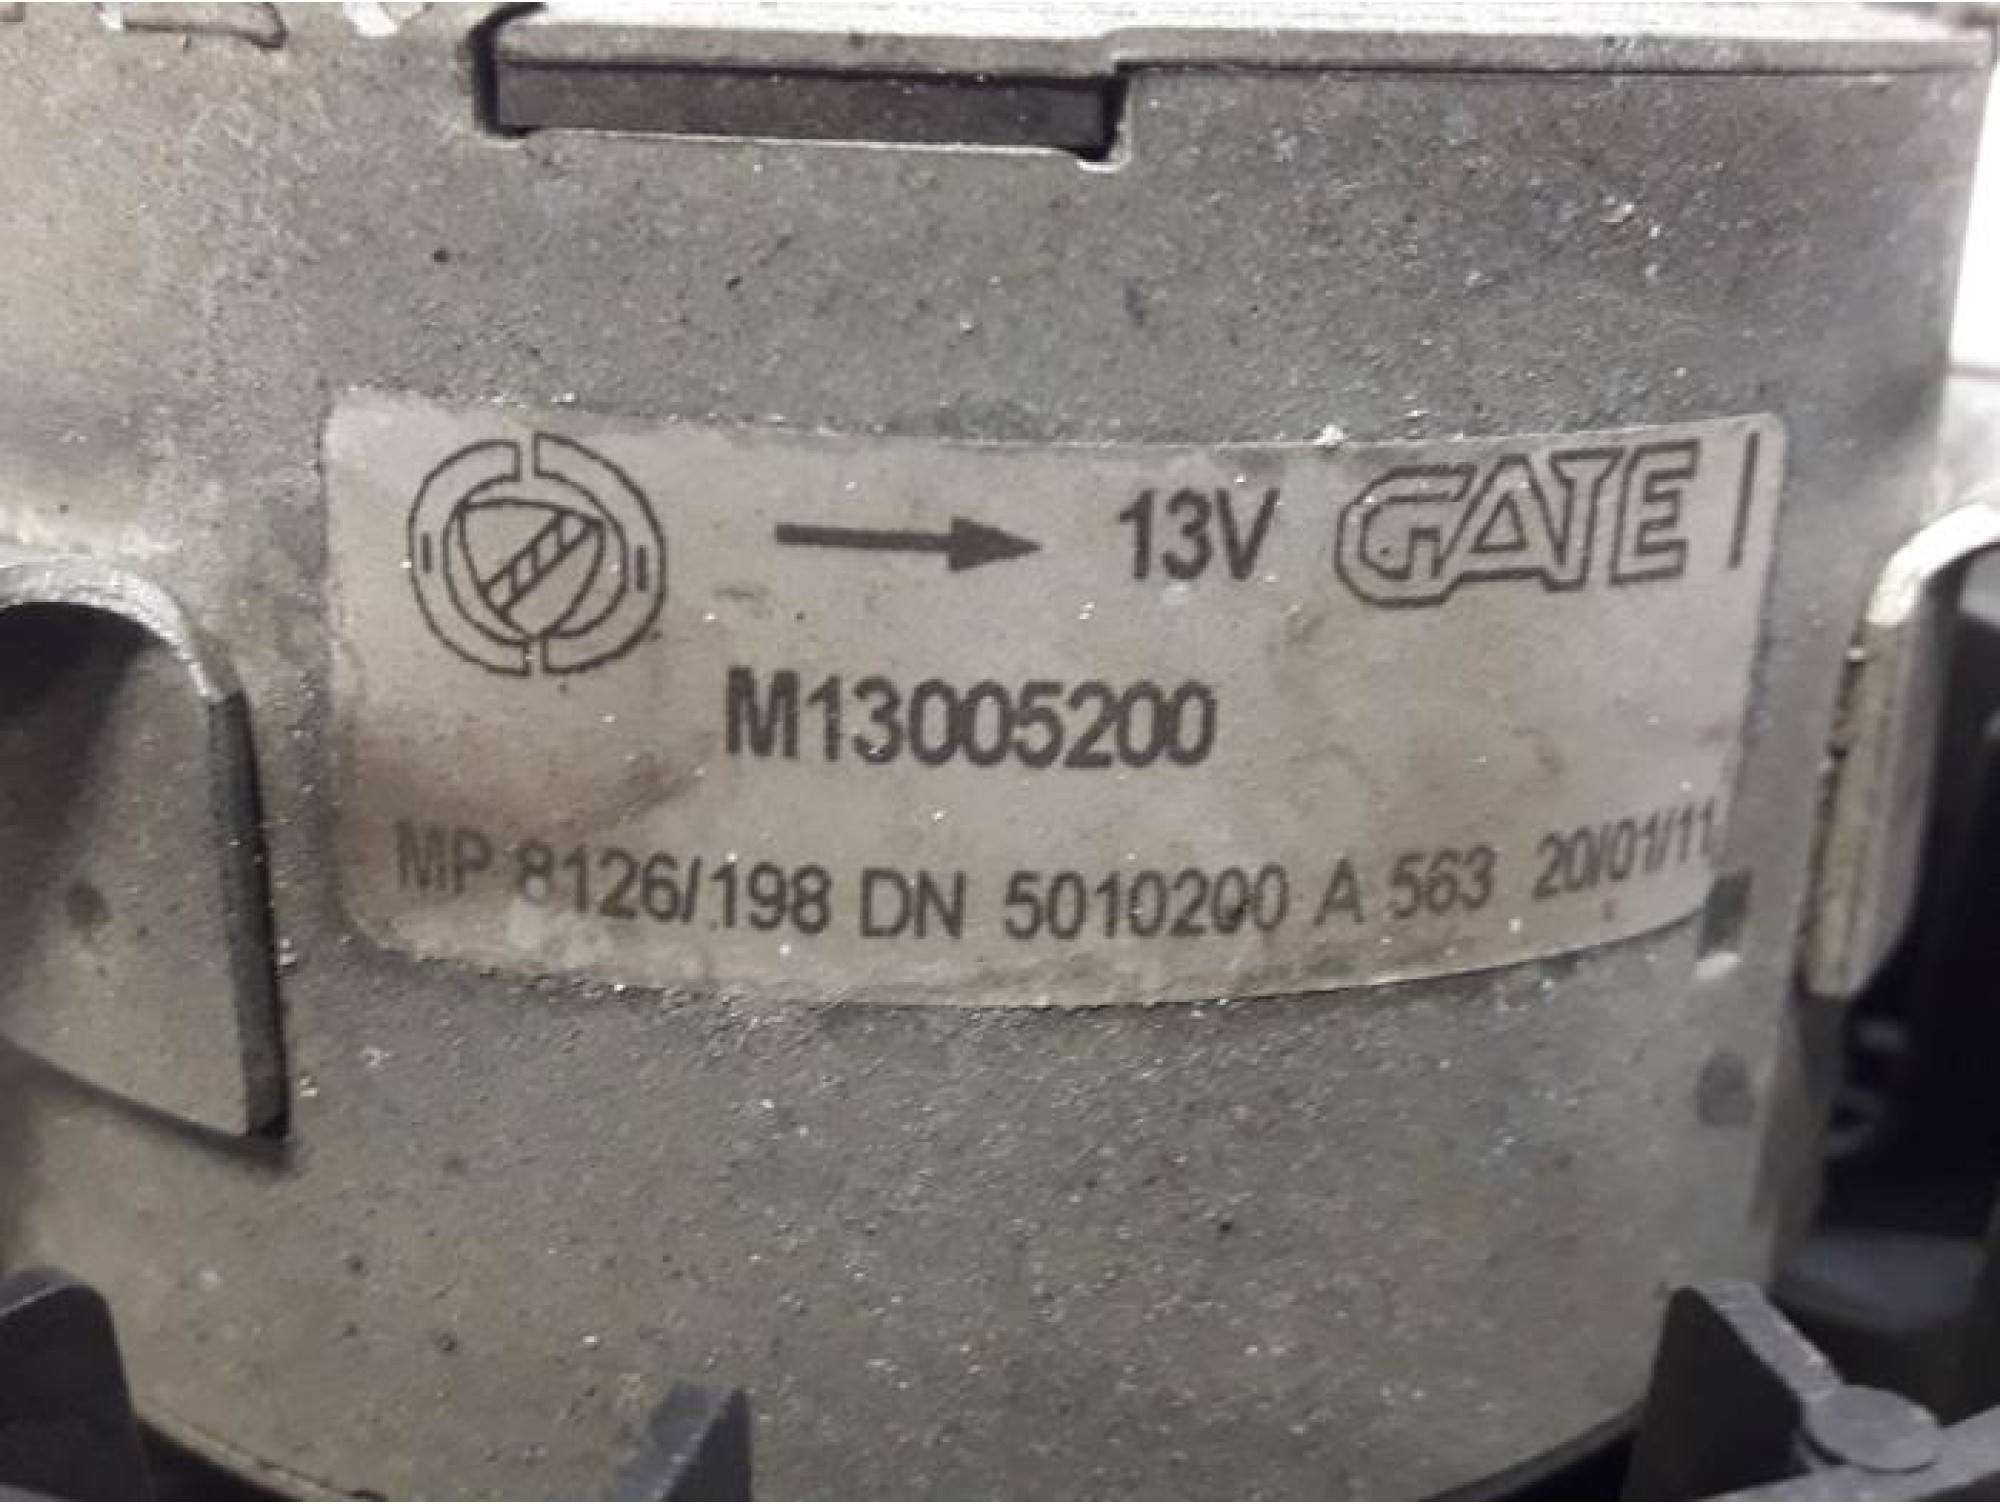 13V GATE
M13005200
MP 8126/198 DN 5010200 A 563 20/01/11